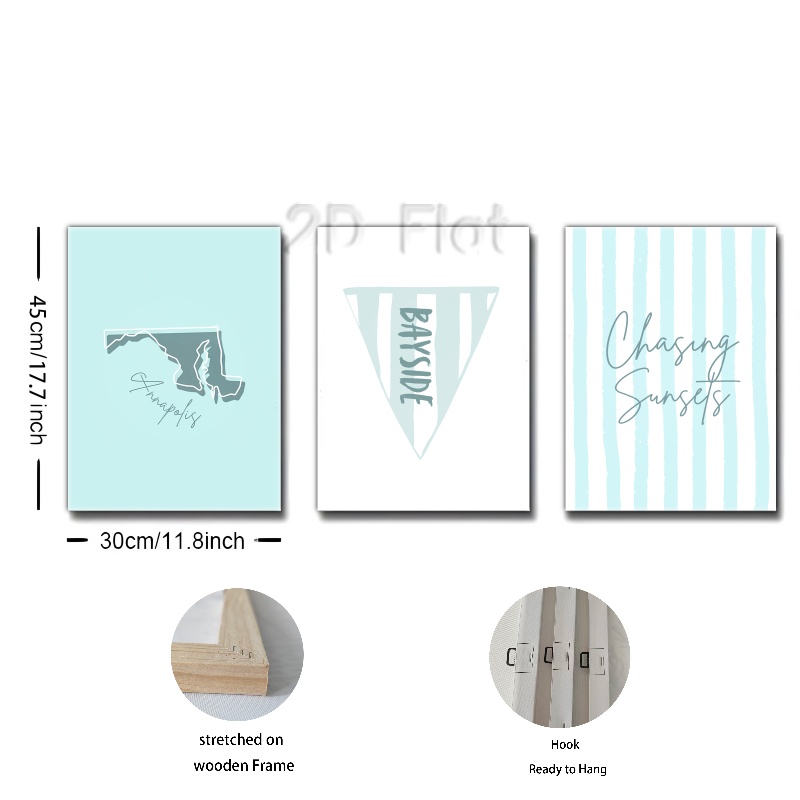 2D Flat
45cm/17.7inch
Annapolis
BAYSIDE
Chasing
Sunsets
30cm/11.8inch
stretched on
wooden Frame
Hook
Ready to Hang